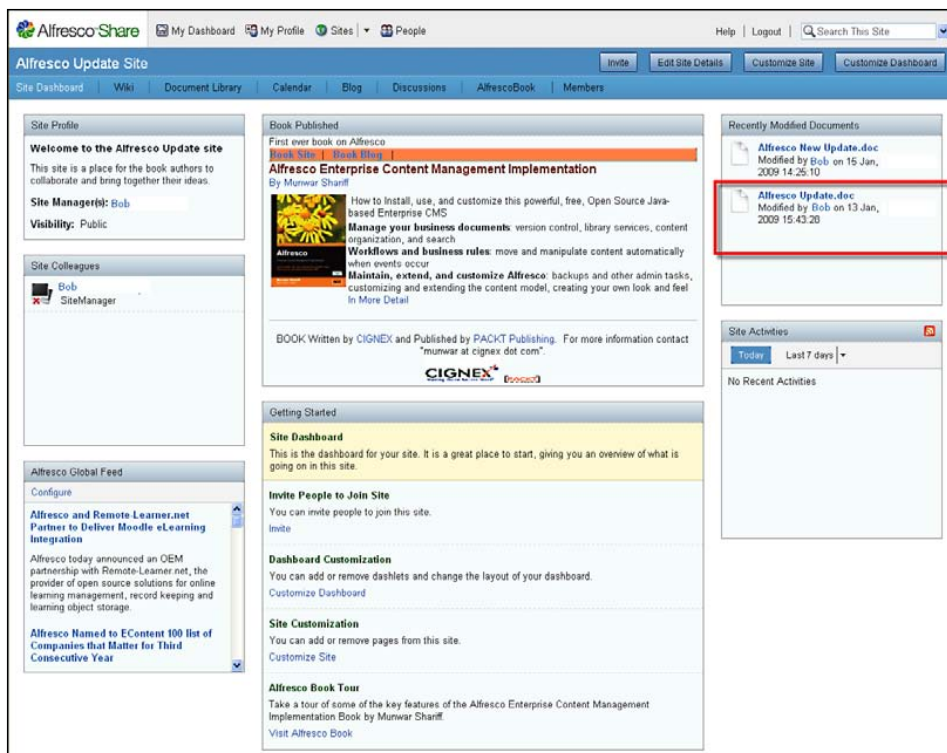 Alfresco Share
My Dashboard My Profile Sites People
Help | Logout | Search This Site
Alfresco Update Site
Invite Edit Site Details Customize Site Customize Dashboard
Site Dashboard Wiki Document Library Calendar Blog Discussions AlfrescoBook Members
Site Profile
Welcome to the Alfresco Update site
This site is a place for the book authors to
collaborate and bring together their ideas.
Site Manager(s): Bob
Visibility: Public
Site Colleagues
Bob
SiteManager
Alfresco Global Feed
Configure
Alfresco and Remote-Learner.net
Partner to Deliver Moodle eLearning
Integration
Alfresco today announced an OEM
partnership with Remote-Learner.net, the
provider of open source solutions for online
learning management, record keeping and
learning object storage.
Alfresco Named to EContent 100 list of
Companies that Matter for Third
Consecutive Year
Book Published
First ever book on Alfresco
Book Site | Book Blog |
Alfresco Enterprise Content Management Implementation
By Munwar Shariff
Alfresco
How to Install, use, and customize this powerful, free, Open Source Java-
based Enterprise CMS
Manage your business documents: version control, library services, content
organization, and search
Workflows and business rules: move and manipulate content automatically
when events occur
Maintain, extend, and customize Alfresco: backups and other admin tasks,
customizing and extending the content model, creating your own look and feel
In More Detail
BOOK Written by CIGNEX and Published by PACKT Publishing. For more information contact
"munwar at cignex dot com".
CIGNEX
[PACKT]
Getting Started
Site Dashboard
This is the dashboard for your site. It is a great place to start, giving you an overview of what is
going on in this site.
Invite People to Join Site
You can invite people to join this site.
Invite
Dashboard Customization
You can add or remove dashlets and change the layout of your dashboard.
Customize Dashboard
Site Customization
You can add or remove pages from this site.
Customize Site
Alfresco Book Tour
Take a tour of some of the key features of the Alfresco Enterprise Content Management
Implementation Book by Munwar Shariff.
Visit Alfresco Book
Recently Modified Documents
Alfresco New Update.doc
Modified by Bob on 15 Jan,
2009 14:25:10
Alfresco Update.doc
Modified by Bob on 13 Jan,
2009 15:43:28
Site Activities
Today Last 7 days
No Recent Activities